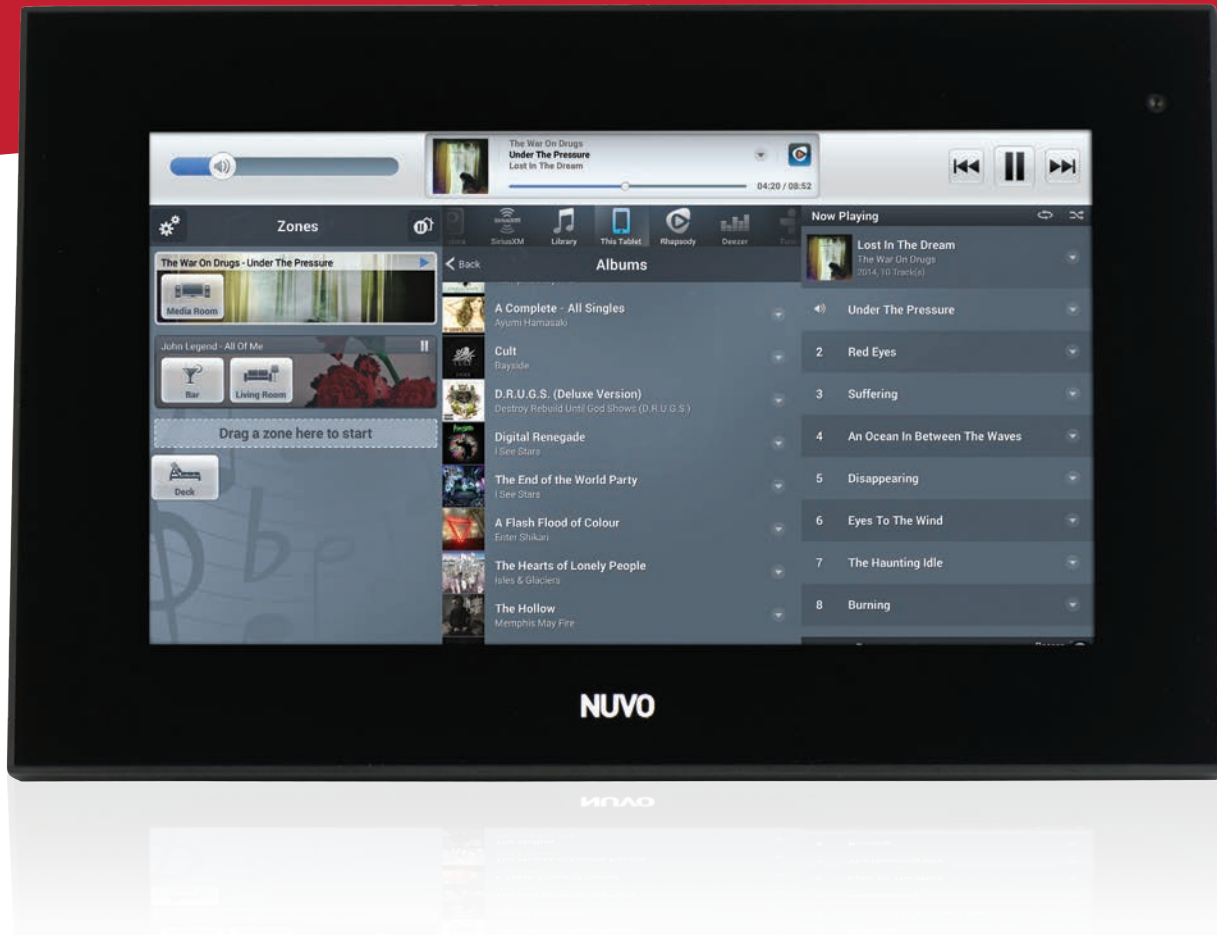 The War On Drugs
Under The Pressure
Lost In The Dream
04:20 / 08:52
Zones
The War On Drugs - Under The Pressure
Media Room
John Legend - All Of Me
Bar
Living Room
Drag a zone here to start
Deck
SiriusXM
Library
This Tablet
Rhapsody
Deezer
Back
Albums
A Complete - All Singles
Ayumi Hamasaki
Cult
Bayside
D.R.U.G.S. (Deluxe Version)
Destroy Rebuild Until God Shows (D.R.U.G.S.)
Digital Renegade
I See Stars
The End of the World Party
I See Stars
A Flash Flood of Colour
Enter Shikari
The Hearts of Lonely People
Isles & Glaciers
The Hollow
Memphis May Fire
Now Playing
Lost In The Dream
The War On Drugs
2014, 10 Track(s)
Under The Pressure
2 Red Eyes
3 Suffering
4 An Ocean In Between The Waves
5 Disappearing
6 Eyes To The Wind
7 The Haunting Idle
8 Burning
NUVO